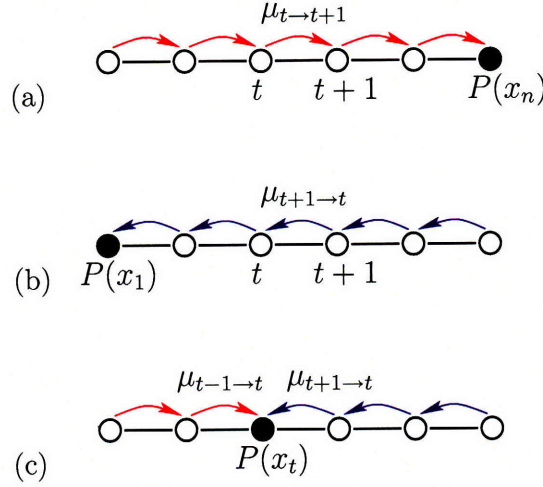 μ_{t→t+1}
t t + 1 P(x_n)
(a)
μ_{t+1→t}
P(x_1) t t + 1
(b)
μ_{t−1→t} μ_{t+1→t}
P(x_t)
(c)